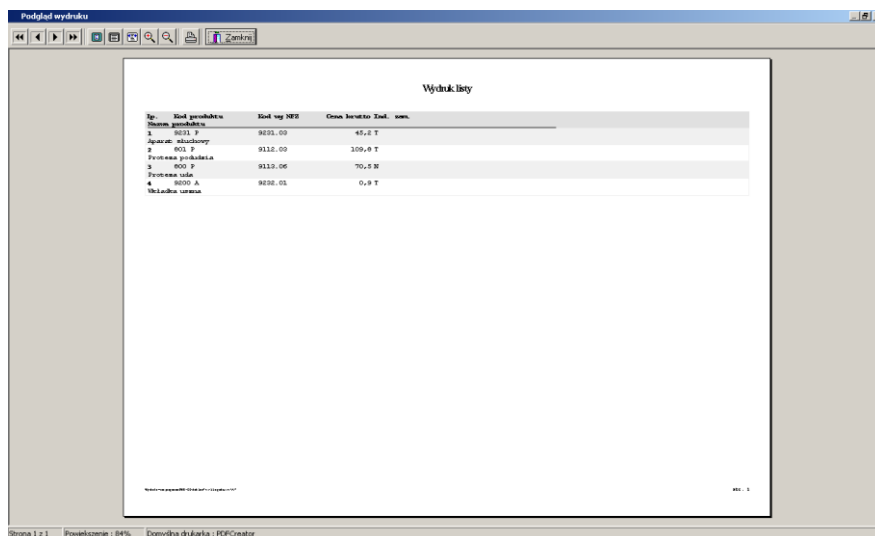 Podgląd wydruku
Zamknij
Wydruk listy
Lp. Kod produktu Kod wg NFZ Cena brutto Ind. zam.
Nazwa produktu
1 9231 P 9231.00 45,2 T
Aparat słuchowy
2 801 P 9112.00 109,8 T
Proteza podudzia
3 800 P 9113.06 70,5 N
Proteza uda
4 9200 A 9232.01 0,9 T
Wkładka uszna
str. 1
Strona 1 z 1 Powiększenie : 84% Domyślna drukarka : PDFCreator